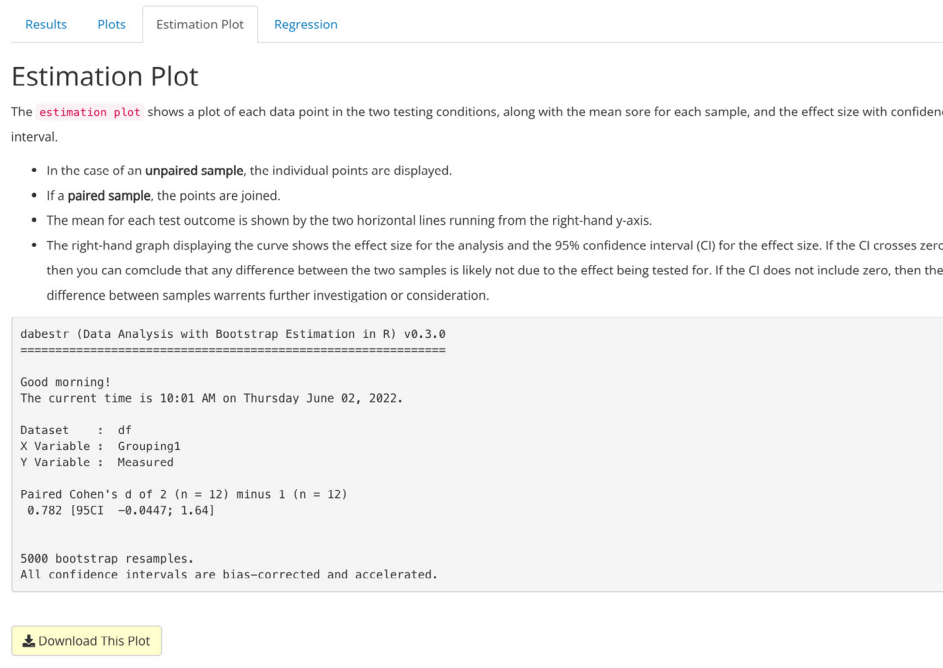 Results Plots Estimation Plot Regression
Estimation Plot
The estimation plot shows a plot of each data point in the two testing conditions, along with the mean sore for each sample, and the effect size with confidenc
interval.
• In the case of an unpaired sample, the individual points are displayed.
• If a paired sample, the points are joined.
• The mean for each test outcome is shown by the two horizontal lines running from the right-hand y-axis.
• The right-hand graph displaying the curve shows the effect size for the analysis and the 95% confidence interval (CI) for the effect size. If the CI crosses zero
then you can comclude that any difference between the two samples is likely not due to the effect being tested for. If the CI does not include zero, then the
difference between samples warrents further investigation or consideration.
dabestr (Data Analysis with Bootstrap Estimation in R) v0.3.0
=============================================================
Good morning!
The current time is 10:01 AM on Thursday June 02, 2022.
Dataset : df
X Variable : Grouping1
Y Variable : Measured
Paired Cohen's d of 2 (n = 12) minus 1 (n = 12)
0.782 [95CI -0.0447; 1.64]
5000 bootstrap resamples.
All confidence intervals are bias-corrected and accelerated.
Download This Plot